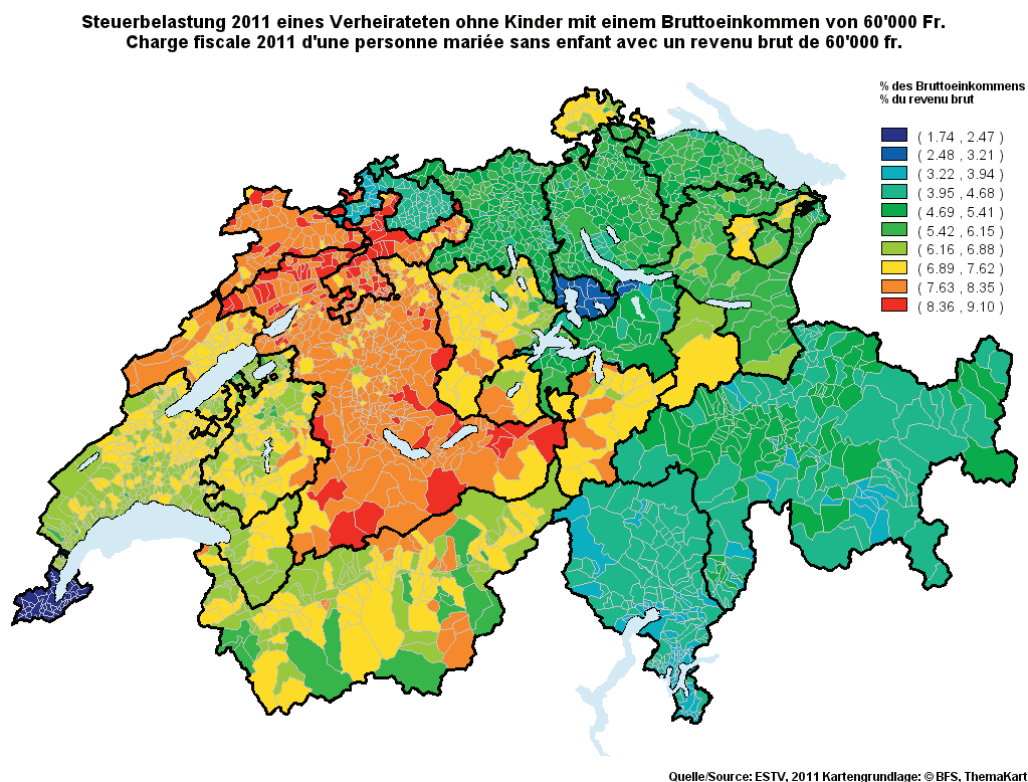 Steuerbelastung 2011 eines Verheirateten ohne Kinder mit einem Bruttoeinkommen von 60'000 Fr.
Charge fiscale 2011 d'une personne mariée sans enfant avec un revenu brut de 60'000 fr.
% des Bruttoeinkommens
% du revenu brut
( 1.74 , 2.47 )
( 2.48 , 3.21 )
( 3.22 , 3.94 )
( 3.95 , 4.68 )
( 4.69 , 5.41 )
( 5.42 , 6.15 )
( 6.16 , 6.88 )
( 6.89 , 7.62 )
( 7.63 , 8.35 )
( 8.36 , 9.10 )
Quelle/Source: ESTV, 2011 Kartengrundlage: © BFS, ThemaKart